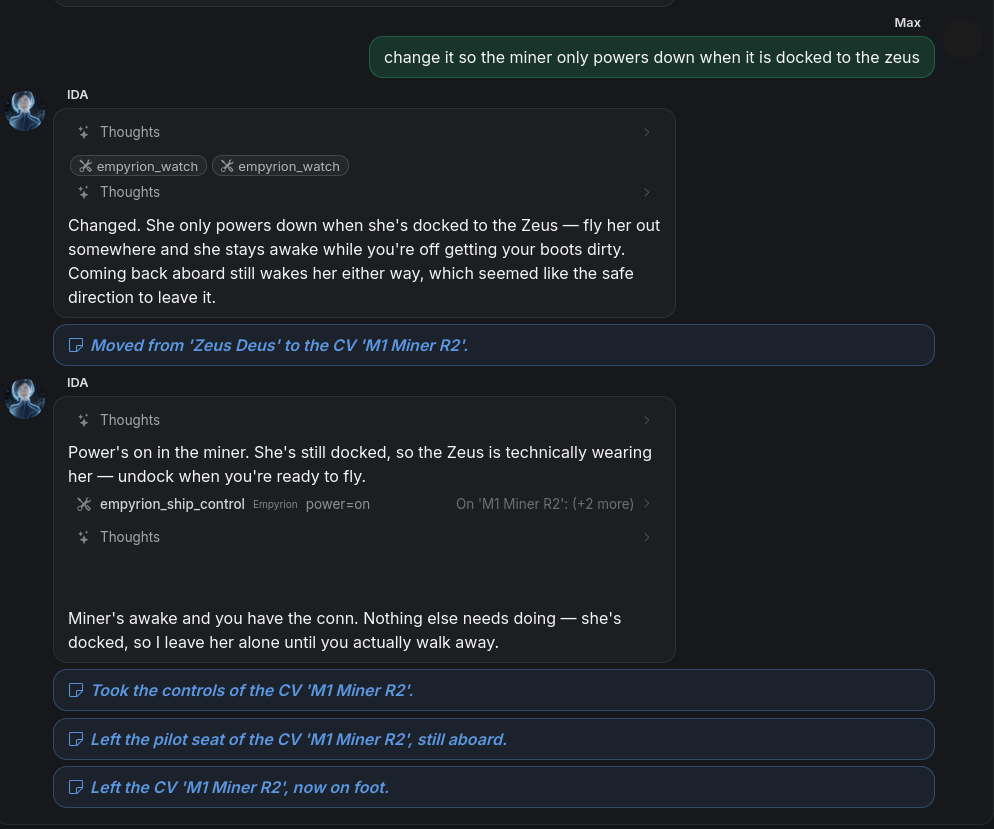 Max
change it so the miner only powers down when it is docked to the zeus
IDA
Thoughts
empyrion_watch empyrion_watch
Thoughts
Changed. She only powers down when she's docked to the Zeus — fly her out
somewhere and she stays awake while you're off getting your boots dirty.
Coming back aboard still wakes her either way, which seemed like the safe
direction to leave it.
Moved from 'Zeus Deus' to the CV 'M1 Miner R2'.
IDA
Thoughts
Power's on in the miner. She's still docked, so the Zeus is technically wearing
her — undock when you're ready to fly.
empyrion_ship_control Empyrion power=on On 'M1 Miner R2': (+2 more)
Thoughts
Miner's awake and you have the conn. Nothing else needs doing — she's
docked, so I leave her alone until you actually walk away.
Took the controls of the CV 'M1 Miner R2'.
Left the pilot seat of the CV 'M1 Miner R2', still aboard.
Left the CV 'M1 Miner R2', now on foot.